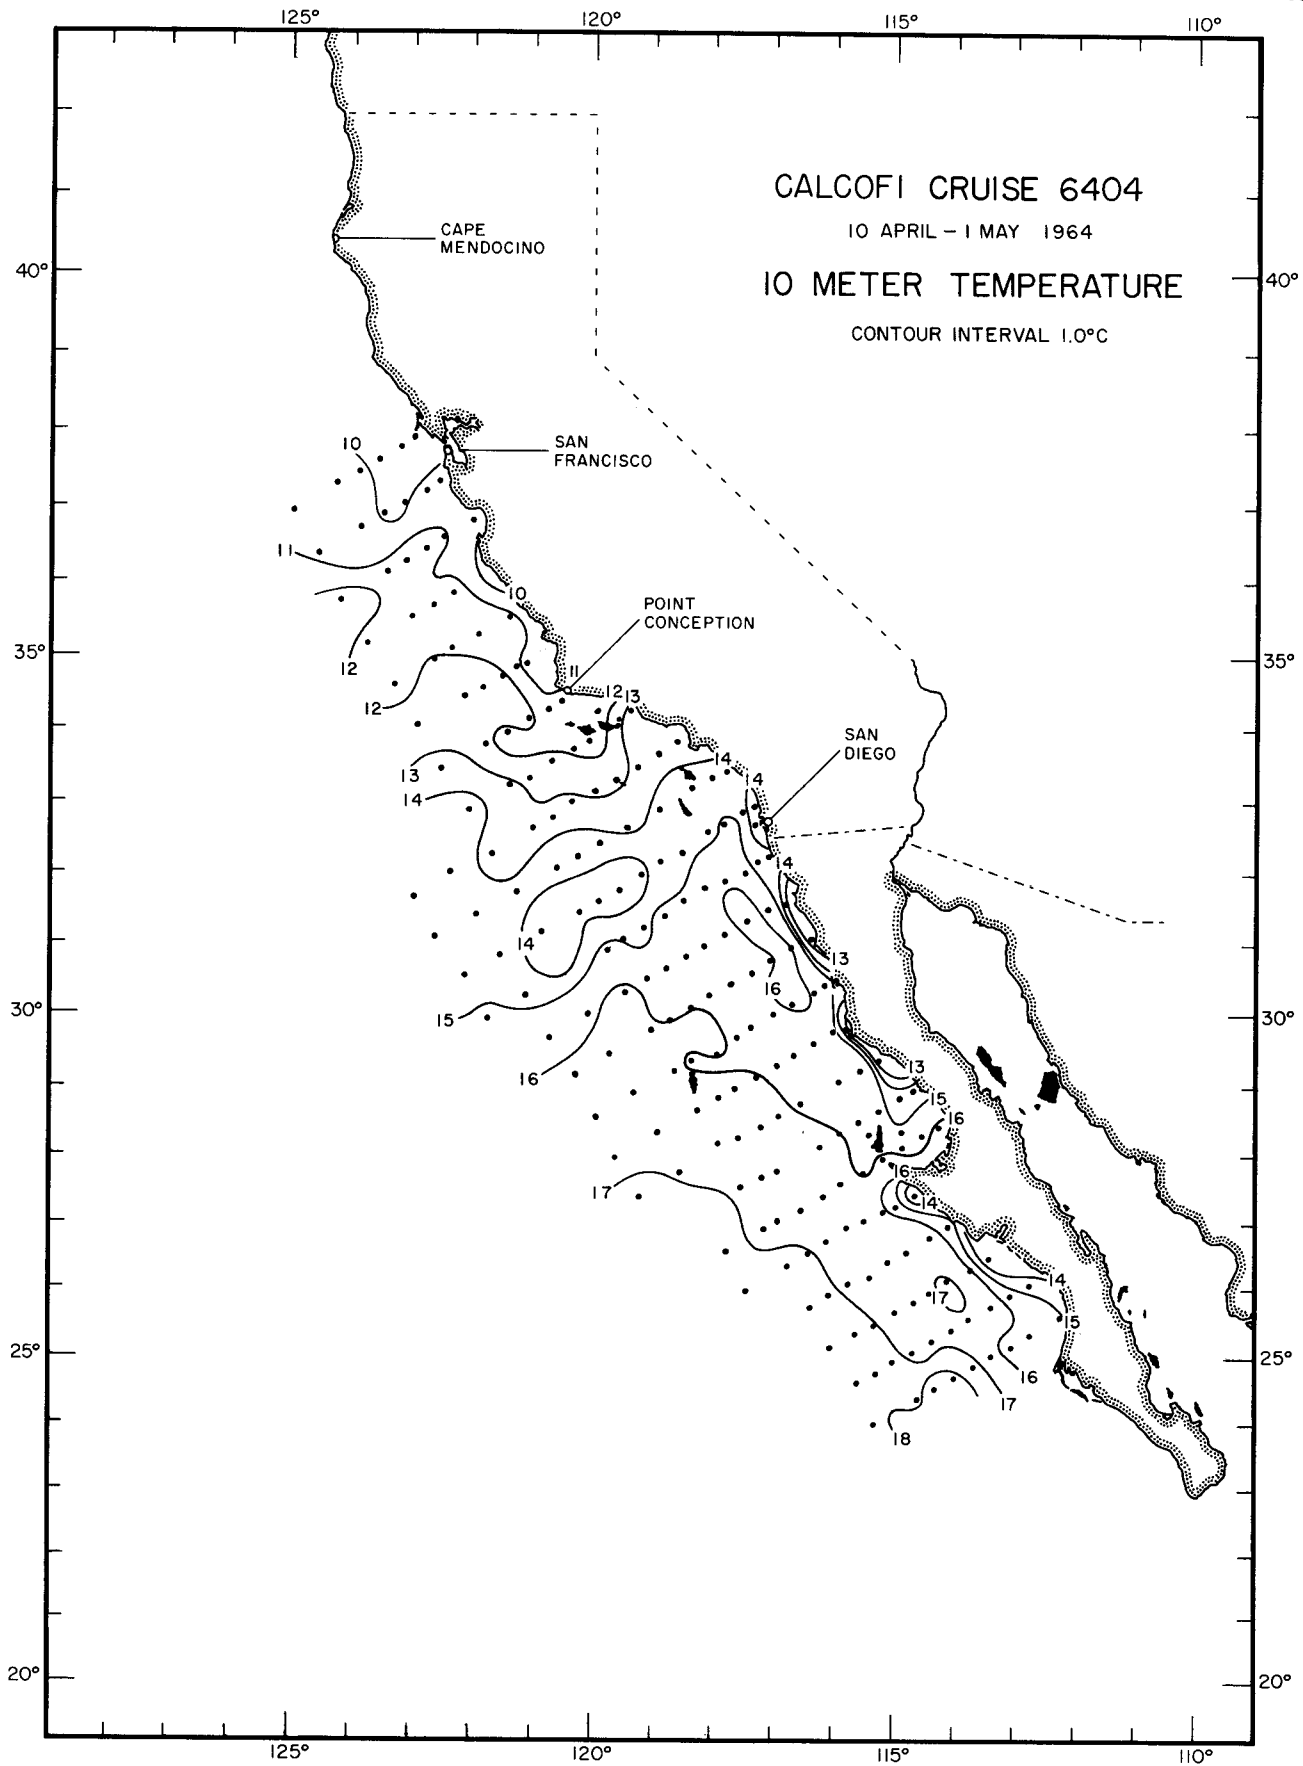 125° 120° 115° 110°
CALCOFI CRUISE 6404
10 APRIL – 1 MAY 1964
10 METER TEMPERATURE
CONTOUR INTERVAL 1.0°C
CAPE
MENDOCINO
40° 40°
10
SAN
FRANCISCO
11
10
POINT
CONCEPTION
35° 35°
12
11
12
12 13
SAN
DIEGO
13
14
14
14
14
14
13
16
15
30° 30°
16
13
15
16
16
17
14
14
17
15
25° 25°
16
17
18
20° 20°
125° 120° 115° 110°